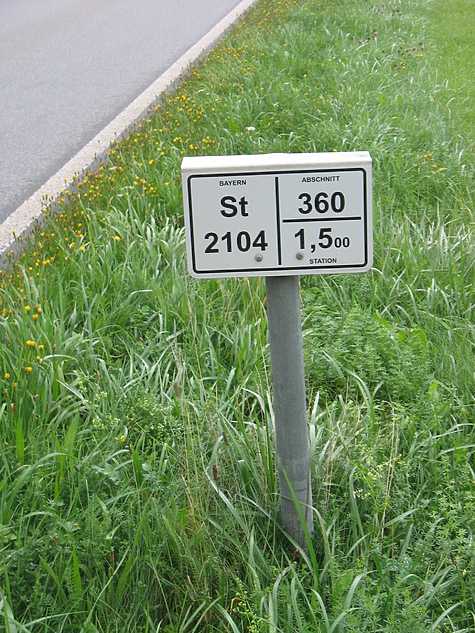 BAYERN
St
2104
ABSCHNITT
360
1,500
STATION